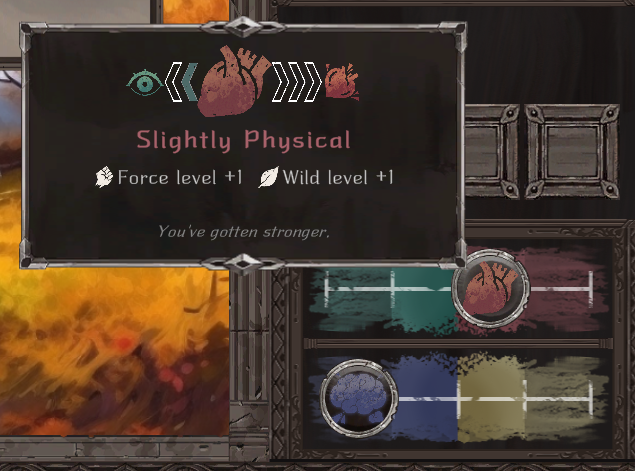 Slightly Physical
Force level +1 Wild level +1
You've gotten stronger.